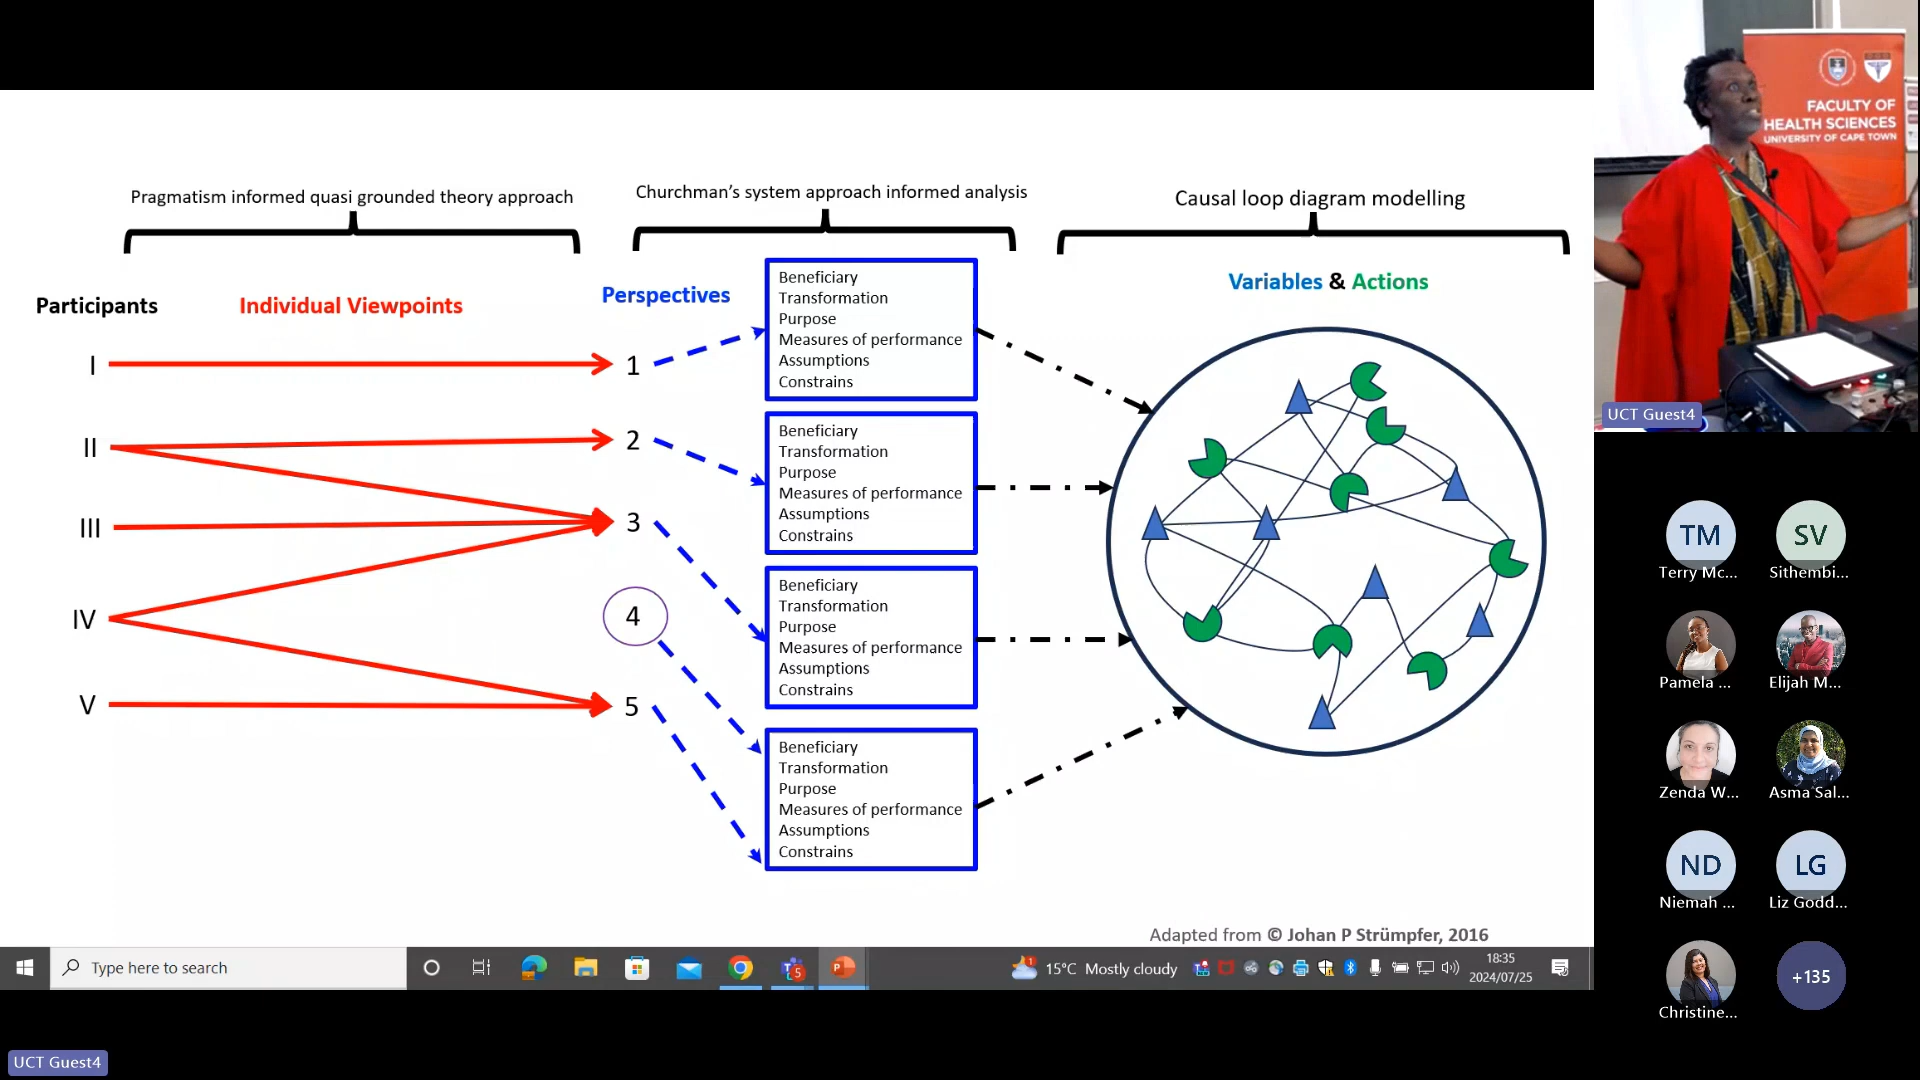 Pragmatism informed quasi grounded theory approach
Churchman's system approach informed analysis
Causal loop diagram modelling
Participants
Individual Viewpoints
Perspectives
Variables & Actions
I
II
III
IV
V
1
2
3
4
5
Beneficiary
Transformation
Purpose
Measures of performance
Assumptions
Constrains
Beneficiary
Transformation
Purpose
Measures of performance
Assumptions
Constrains
Beneficiary
Transformation
Purpose
Measures of performance
Assumptions
Constrains
Beneficiary
Transformation
Purpose
Measures of performance
Assumptions
Constrains
Adapted from © Johan P Strümpfer, 2016
Type here to search
15°C Mostly cloudy
18:35
2024/07/25
UCT Guest4
FACULTY OF
HEALTH SCIENCES
UNIVERSITY OF CAPE TOWN
UCT Guest4
TM
Terry Mc...
SV
Sithembi...
Pamela ...
Elijah M...
Zenda W...
Asma Sal...
ND
Niemah ...
LG
Liz Godd...
Christine...
+135